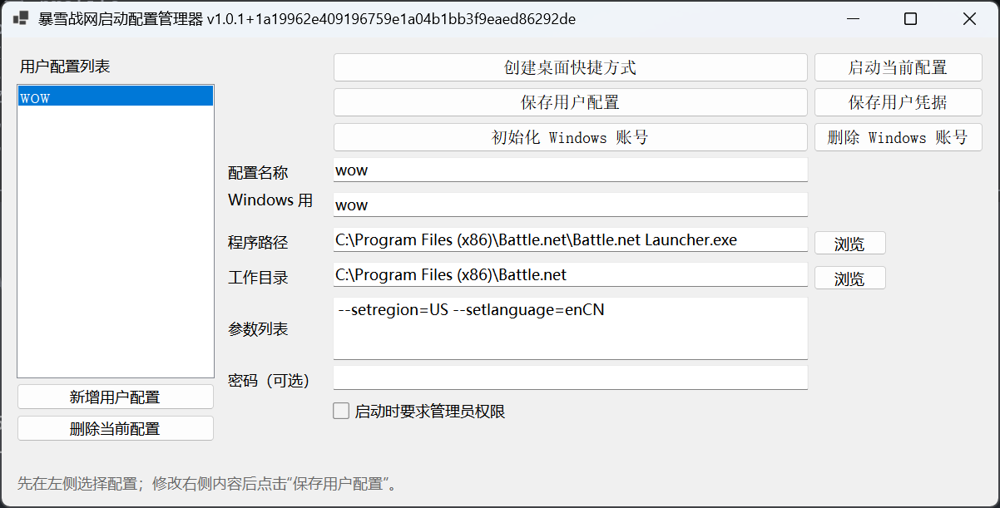 暴雪战网启动配置管理器 v1.0.1+1a19962e409196759e1a04b1bb3f9eaed86292de
用户配置列表
wow
新增用户配置
删除当前配置
创建桌面快捷方式
启动当前配置
保存用户配置
保存用户凭据
初始化 Windows 账号
删除 Windows 账号
配置名称
wow
Windows 用
wow
程序路径
C:\Program Files (x86)\Battle.net\Battle.net Launcher.exe
浏览
工作目录
C:\Program Files (x86)\Battle.net
浏览
参数列表
--setregion=US --setlanguage=enCN
密码（可选）
启动时要求管理员权限
先在左侧选择配置；修改右侧内容后点击“保存用户配置”。